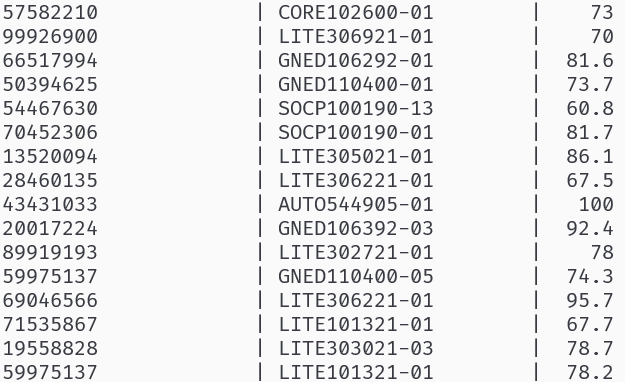 57582210 | CORE102600-01 | 73
99926900 | LITE306921-01 | 70
66517994 | GNED106292-01 | 81.6
50394625 | GNED110400-01 | 73.7
54467630 | SOCP100190-13 | 60.8
70452306 | SOCP100190-01 | 81.7
13520094 | LITE305021-01 | 86.1
28460135 | LITE306221-01 | 67.5
43431033 | AUTO544905-01 | 100
20017224 | GNED106392-03 | 92.4
89919193 | LITE302721-01 | 78
59975137 | GNED110400-05 | 74.3
69046566 | LITE306221-01 | 95.7
71535867 | LITE101321-01 | 67.7
19558828 | LITE303021-03 | 78.7
59975137 | LITE101321-01 | 78.2